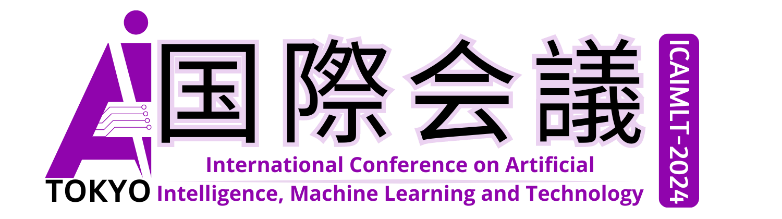 Ai
国際会議
International Conference on Artificial
TOKYO Intelligence, Machine Learning and Technology
ICAIMLT-2024